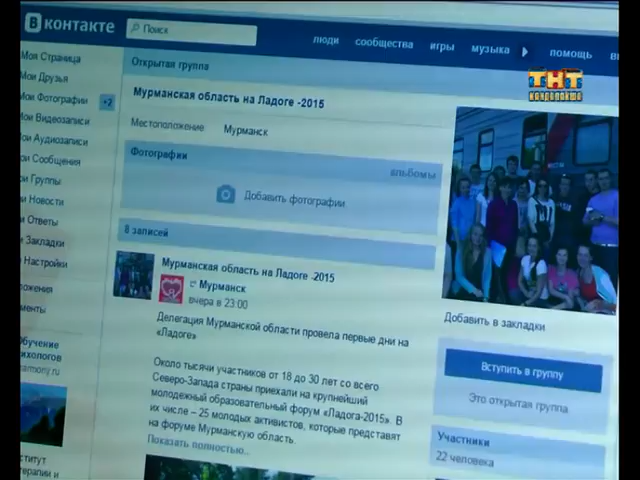 Вконтакте
Поиск
люди сообщества игры музыка помощь
ТНТ
Моя Страница
Мои Друзья
Мои Фотографии +2
Мои Видеозаписи
Мои Аудиозаписи
ои Сообщения
ои Группы
ои Новости
и Ответы
Закладки
Настройки
Открытая группа
Мурманская область на Ладоге -2015
Местоположение Мурманск
Фотографии альбомы
Добавить фотографии
8 записей
Мурманская область на Ладоге -2015
Мурманск
вчера в 23:00
Делегация Мурманской области провела первые дни на
«Ладоге»
Около тысячи участников от 18 до 30 лет со всего
Северо-Запада страны приехали на крупнейший
молодежный образовательный форум «Ладога-2015». В
их числе – 25 молодых активистов, которые представят
на форуме Мурманскую область.
Показать полностью..
Добавить в закладки
Вступить в группу
Это открытая группа.
Участники
22 человека